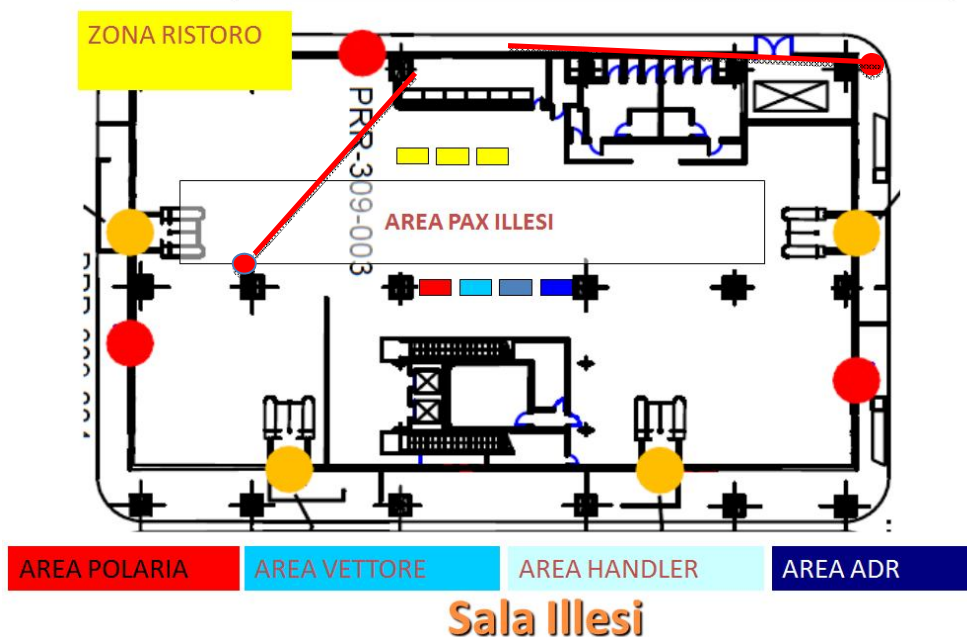 ZONA RISTORO
PRP-309-003
AREA PAX ILLESI
AREA POLARIA
AREA VETTORE
AREA HANDLER
AREA ADR
Sala Illesi